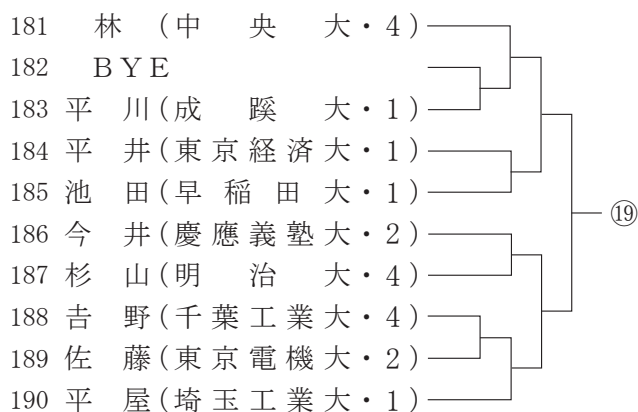 181 林 (中央大・4)
182 BYE
183 平川(成蹊大・1)
184 平井(東京経済大・1)
185 池田(早稲田大・1)
186 今井(慶應義塾大・2)
187 杉山(明治大・4)
188 𠮷野(千葉工業大・4)
189 佐藤(東京電機大・2)
190 平屋(埼玉工業大・1)
⑲